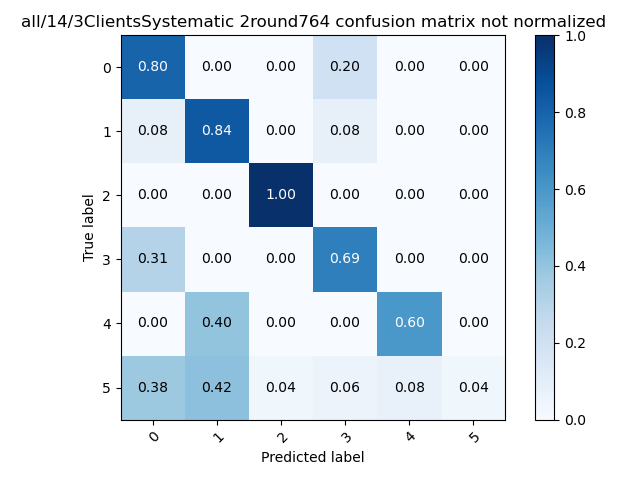 all/14/3ClientsSystematic 2round764 confusion matrix not normalized
0 0.80 0.00 0.00 0.20 0.00 0.00
1 0.08 0.84 0.00 0.08 0.00 0.00
2 0.00 0.00 1.00 0.00 0.00 0.00
3 0.31 0.00 0.00 0.69 0.00 0.00
4 0.00 0.40 0.00 0.00 0.60 0.00
5 0.38 0.42 0.04 0.06 0.08 0.04
0 1 2 3 4 5
True label
Predicted label
1.0
0.8
0.6
0.4
0.2
0.0